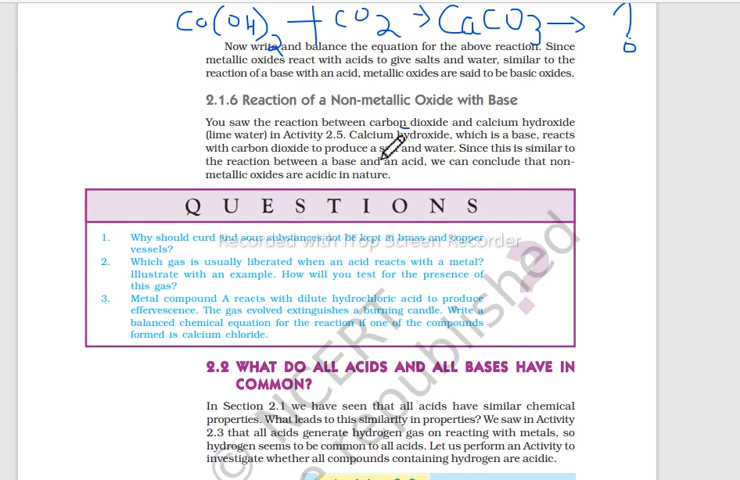 Ca(OH)2 + CO2 → CaCO3 → ?
Now write and balance the equation for the above reaction. Since
metallic oxides react with acids to give salts and water, similar to the
reaction of a base with an acid, metallic oxides are said to be basic oxides.
2.1.6 Reaction of a Non-metallic Oxide with Base
You saw the reaction between carbon dioxide and calcium hydroxide
(lime water) in Activity 2.5. Calcium hydroxide, which is a base, reacts
with carbon dioxide to produce a and water. Since this is similar to
the reaction between a base and an acid, we can conclude that non-
metallic oxides are acidic in nature.
QUESTIONS
1. Why should curd and sour substances not be kept in brass and copper
vessels?
Recorded with iTop Screen Recorder
2. Which gas is usually liberated when an acid reacts with a metal?
Illustrate with an example. How will you test for the presence of
this gas?
3. Metal compound A reacts with dilute hydrochloric acid to produce
effervescence. The gas evolved extinguishes a burning candle. Write a
balanced chemical equation for the reaction if one of the compounds
formed is calcium chloride.
?
2.2 WHAT DO ALL ACIDS AND ALL BASES HAVE IN
COMMON?
In Section 2.1 we have seen that all acids have similar chemical
properties. What leads to this similarity in properties? We saw in Activity
2.3 that all acids generate hydrogen gas on reacting with metals, so
hydrogen seems to be common to all acids. Let us perform an Activity to
investigate whether all compounds containing hydrogen are acidic.
© NCERT
republished